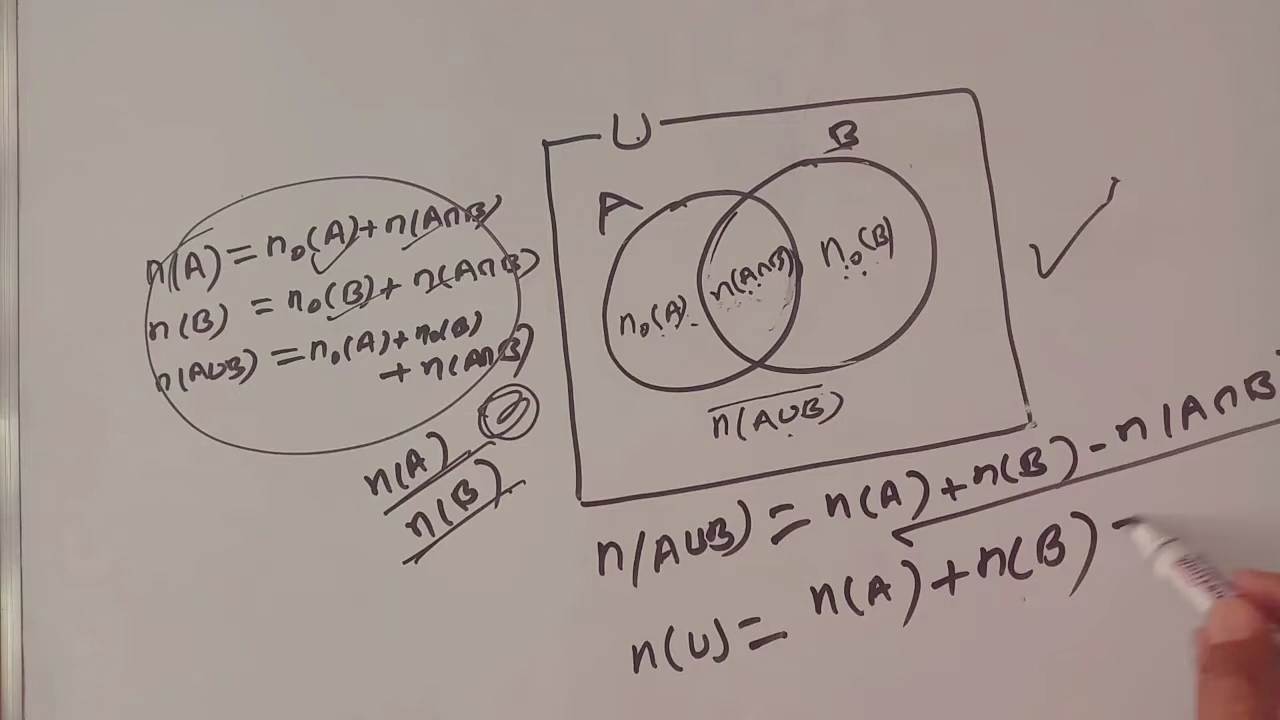 n(A) = n₀(A) + n(A∩B)
n(B) = n₀(B) + n(A∩B)
n(A∪B) = n₀(A) + n₀(B)
+ n(A∩B)
n(A)
n(B)
U
A
B
n₀(A)
n(A∩B)
n₀(B)
n(A∪B)
n(A∪B) = n(A) + n(B) - n(A∩B
n(U) = n(A) + n(B) -